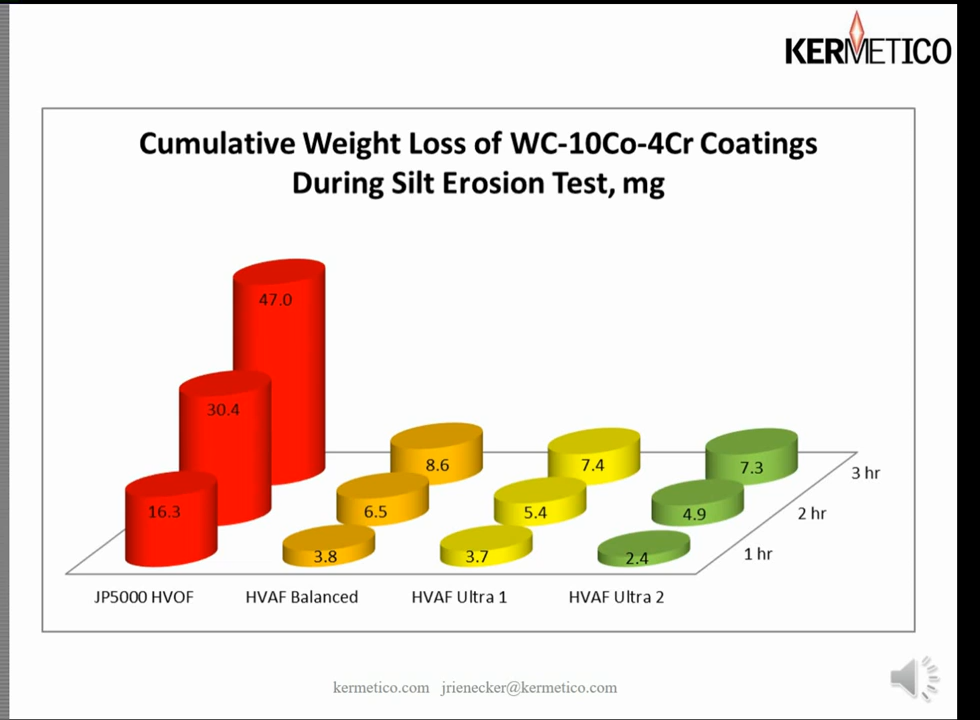 KERMETICO
Cumulative Weight Loss of WC-10Co-4Cr Coatings
During Silt Erosion Test, mg
47.0
30.4
16.3
8.6
6.5
3.8
7.4
5.4
3.7
7.3
4.9
2.4
3 hr
2 hr
1 hr
JP5000 HVOF
HVAF Balanced
HVAF Ultra 1
HVAF Ultra 2
kermetico.com jrienecker@kermetico.com